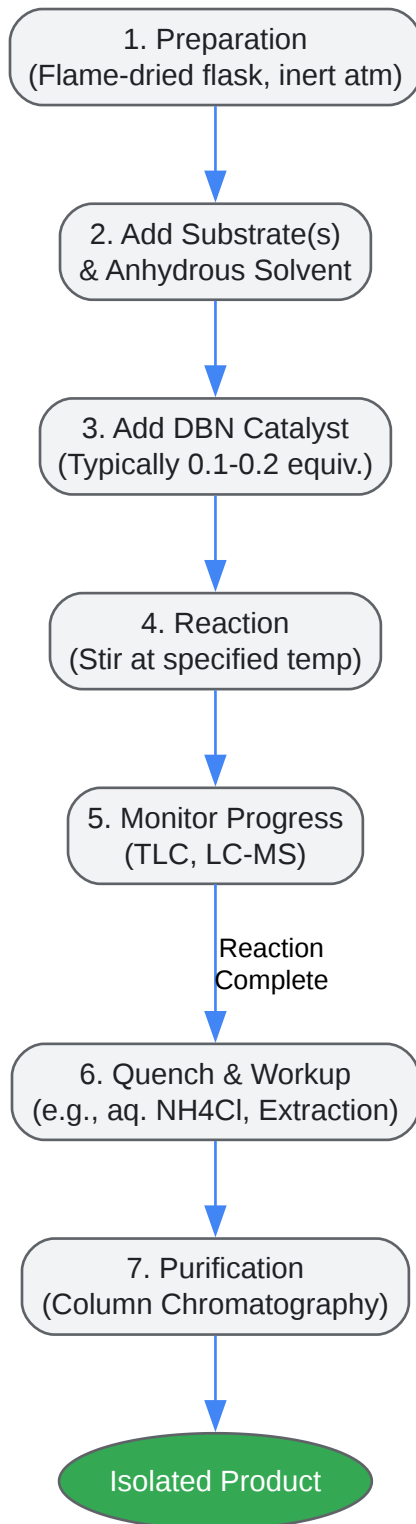 1. Preparation
(Flame-dried flask, inert atm)
2. Add Substrate(s)
& Anhydrous Solvent
3. Add DBN Catalyst
(Typically 0.1-0.2 equiv.)
4. Reaction
(Stir at specified temp)
5. Monitor Progress
(TLC, LC-MS)
Reaction
Complete
6. Quench & Workup
(e.g., aq. NH4Cl, Extraction)
7. Purification
(Column Chromatography)
Isolated Product